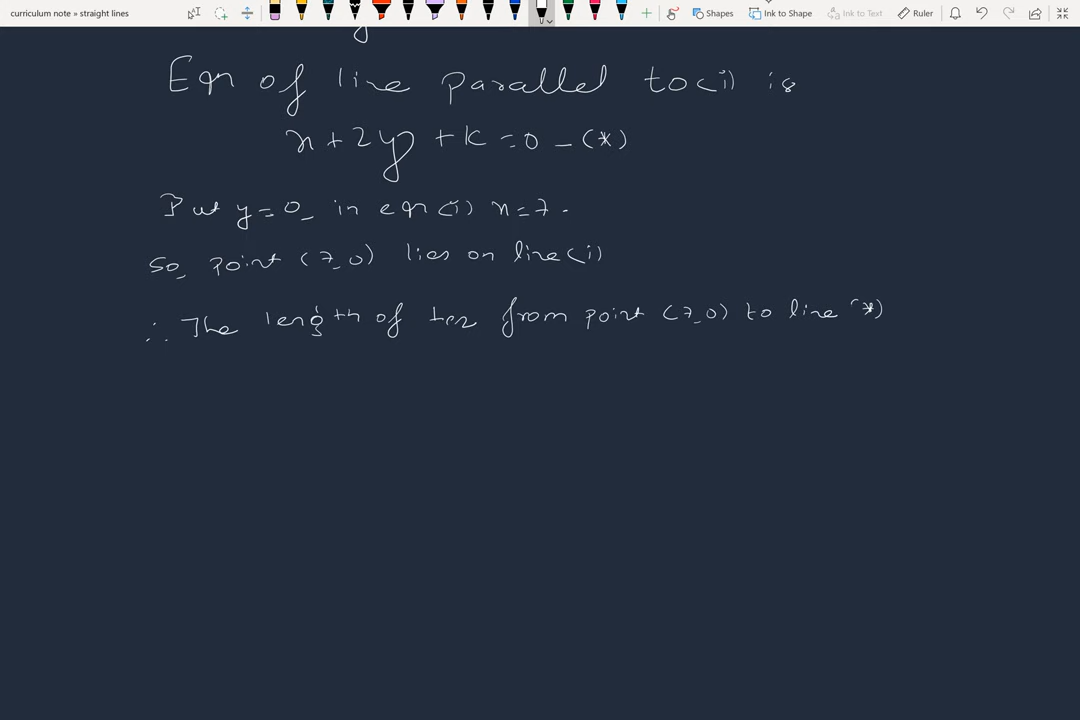 curriculum note » straight lines
Shapes Ink to Shape Ink to Text Ruler
Eqn of line parallel to (i) is
x + 2y + k = 0 - (*)
Put y = 0, in eqn (i) x = 7.
So, point (7, 0) lies on line (i)
∴ The length of from point (7, 0) to line (*)